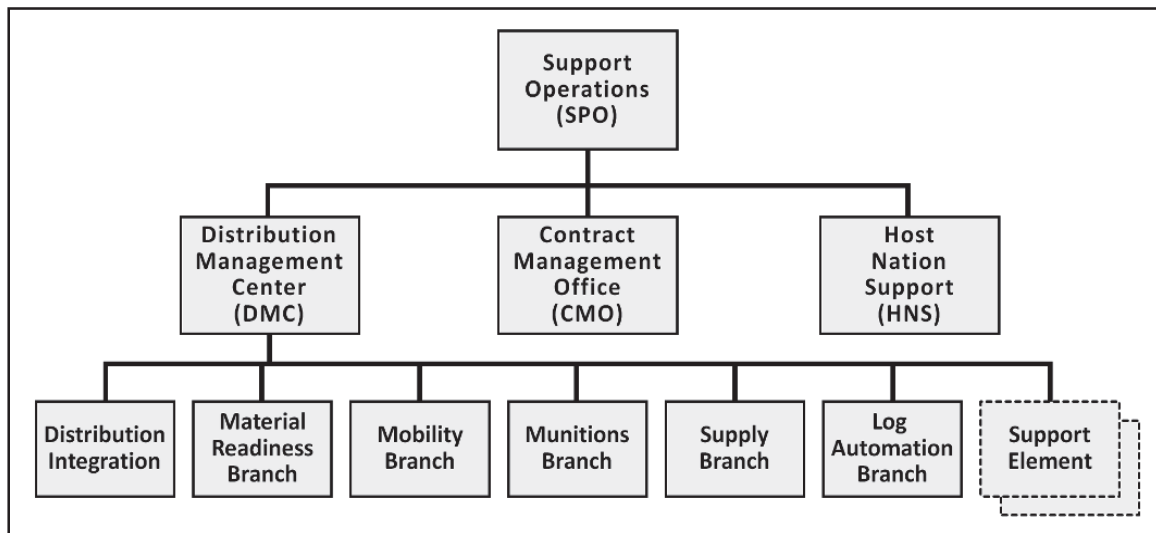 Support
Operations
(SPO)
Distribution
Management
Center
(DMC)
Contract
Management
Office
(CMO)
Host
Nation
Support
(HNS)
Distribution
Integration
Material
Readiness
Branch
Mobility
Branch
Munitions
Branch
Supply
Branch
Log
Automation
Branch
Support
Element